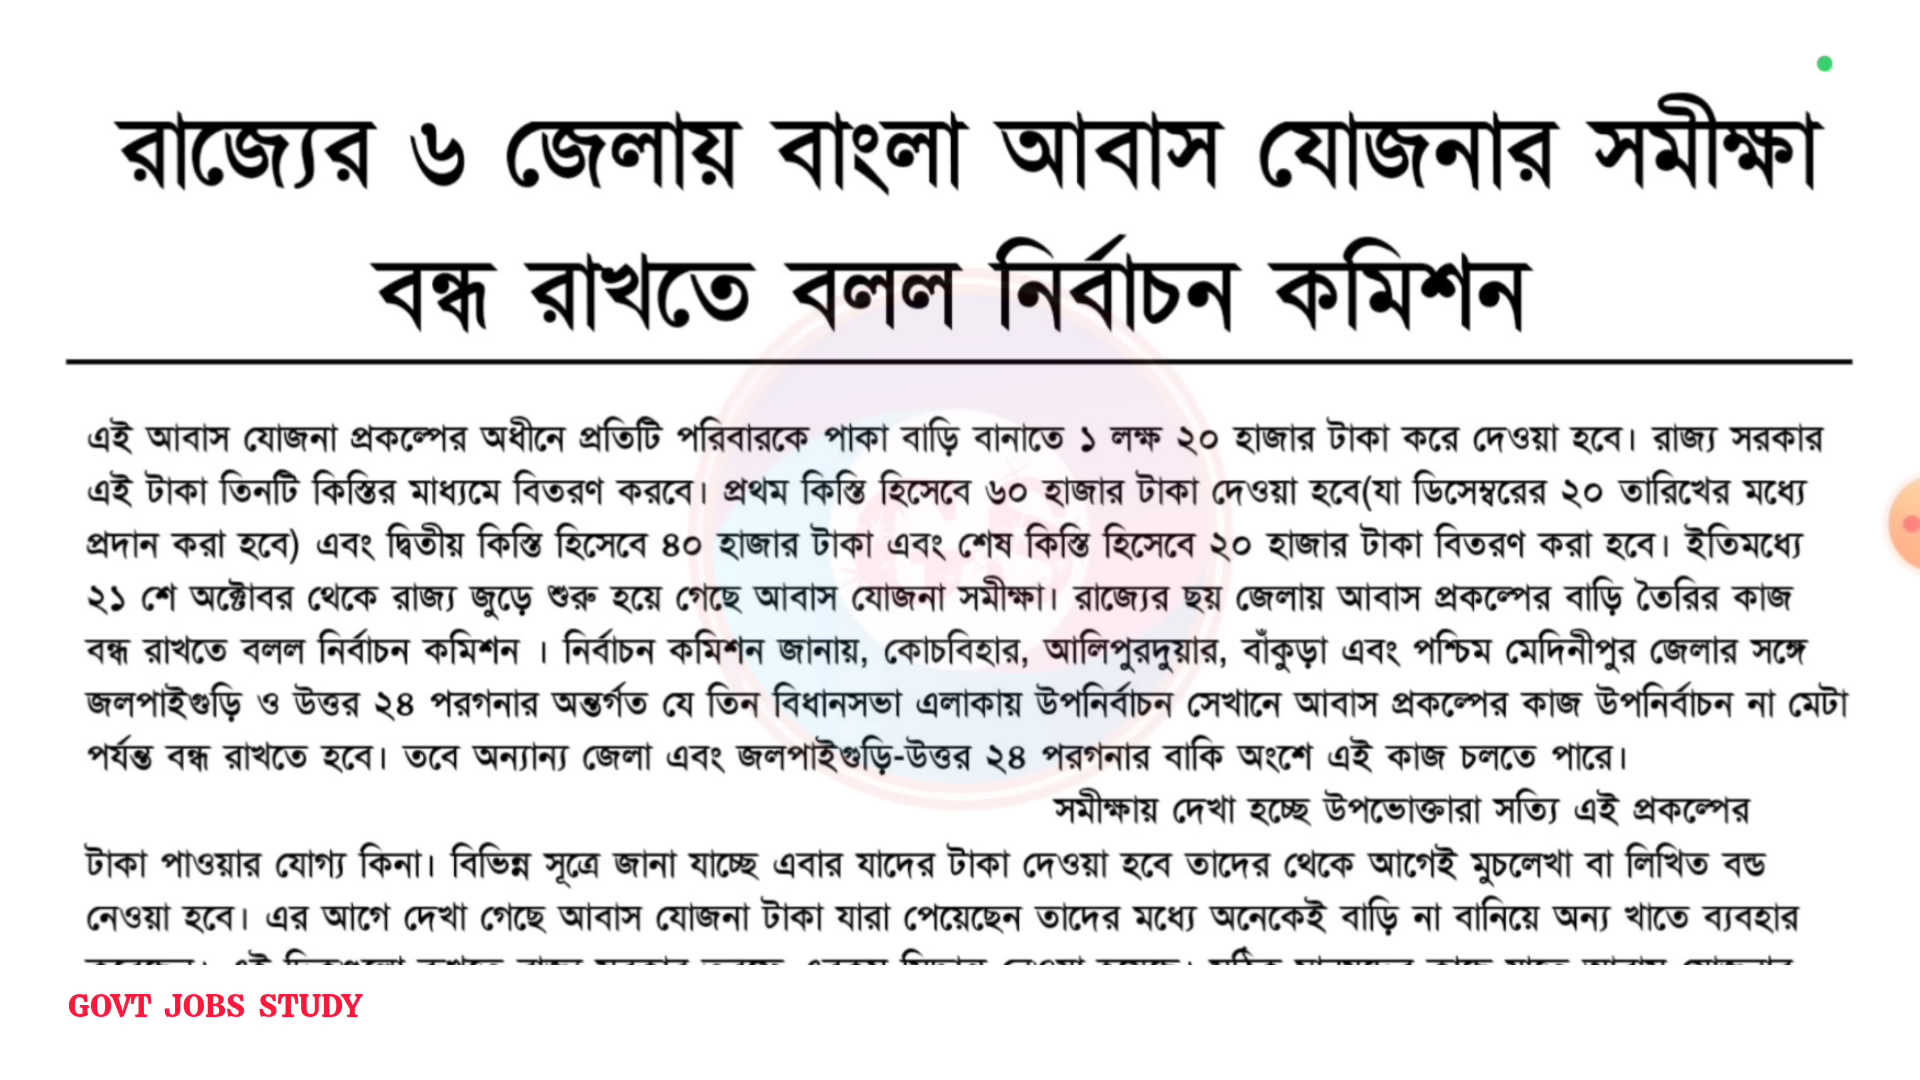 রাজ্যের ৬ জেলায় বাংলা আবাস যোজনার সমীক্ষা
বন্ধ রাখতে বলল নির্বাচন কমিশন
এই আবাস যোজনা প্রকল্পের অধীনে প্রতিটি পরিবারকে পাকা বাড়ি বানাতে ১ লক্ষ ২০ হাজার টাকা করে দেওয়া হবে। রাজ্য সরকার
এই টাকা তিনটি কিস্তির মাধ্যমে বিতরণ করবে। প্রথম কিস্তি হিসেবে ৬০ হাজার টাকা দেওয়া হবে(যা ডিসেম্বরের ২০ তারিখের মধ্যে
প্রদান করা হবে) এবং দ্বিতীয় কিস্তি হিসেবে ৪০ হাজার টাকা এবং শেষ কিস্তি হিসেবে ২০ হাজার টাকা বিতরণ করা হবে। ইতিমধ্যে
২১ শে অক্টোবর থেকে রাজ্য জুড়ে শুরু হয়ে গেছে আবাস যোজনা সমীক্ষা। রাজ্যের ছয় জেলায় আবাস প্রকল্পের বাড়ি তৈরির কাজ
বন্ধ রাখতে বলল নির্বাচন কমিশন । নির্বাচন কমিশন জানায়, কোচবিহার, আলিপুরদুয়ার, বাঁকুড়া এবং পশ্চিম মেদিনীপুর জেলার সঙ্গে
জলপাইগুড়ি ও উত্তর ২৪ পরগনার অন্তর্গত যে তিন বিধানসভা এলাকায় উপনির্বাচন সেখানে আবাস প্রকল্পের কাজ উপনির্বাচন না মেটা
পর্যন্ত বন্ধ রাখতে হবে। তবে অন্যান্য জেলা এবং জলপাইগুড়ি-উত্তর ২৪ পরগনার বাকি অংশে এই কাজ চলতে পারে।
সমীক্ষায় দেখা হচ্ছে উপভোক্তারা সত্যি এই প্রকল্পের
টাকা পাওয়ার যোগ্য কিনা। বিভিন্ন সূত্রে জানা যাচ্ছে এবার যাদের টাকা দেওয়া হবে তাদের থেকে আগেই মুচলেখা বা লিখিত বন্ড
নেওয়া হবে। এর আগে দেখা গেছে আবাস যোজনা টাকা যারা পেয়েছেন তাদের মধ্যে অনেকেই বাড়ি না বানিয়ে অন্য খাতে ব্যবহার
GOVT JOBS STUDY